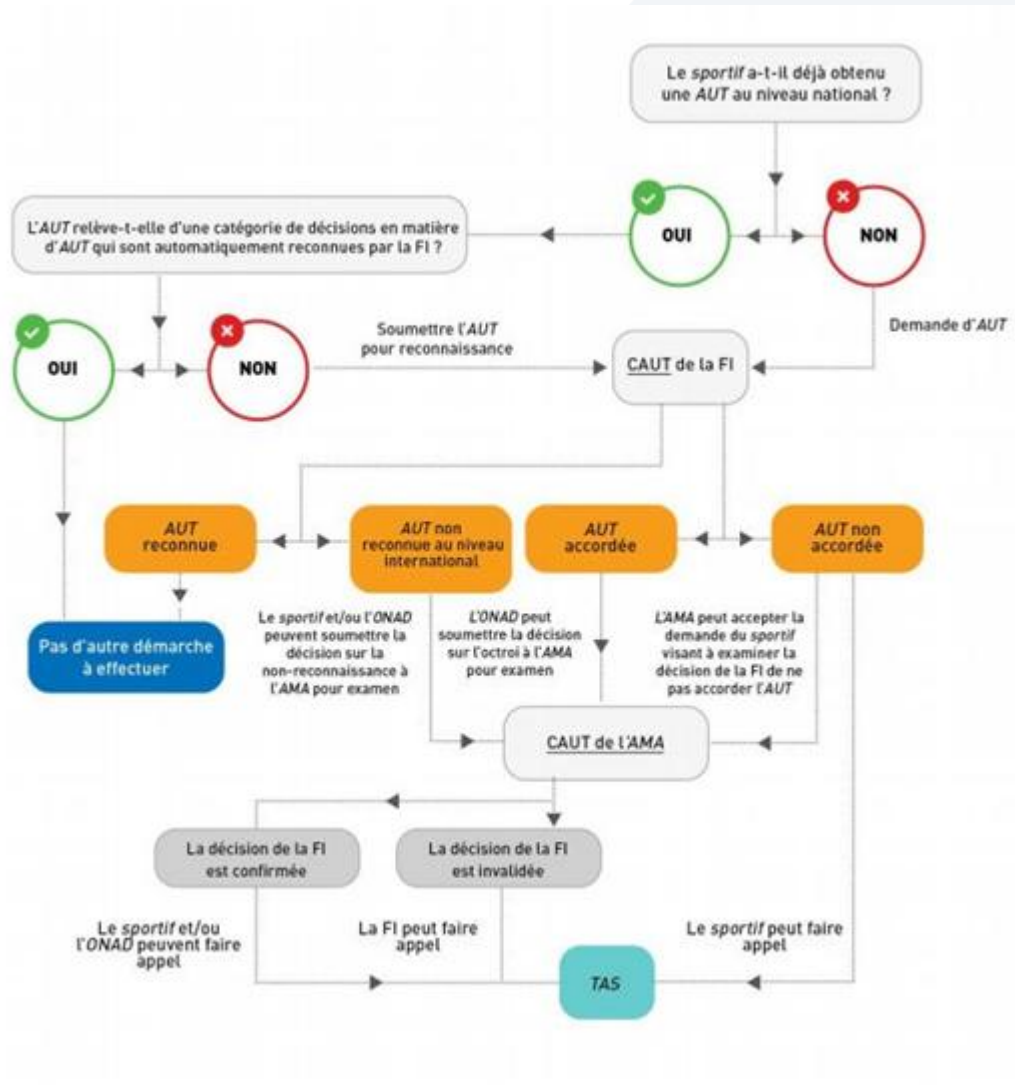 Le sportif a-t-il déjà obtenu
une AUT au niveau national ?
OUI
NON
L'AUT relève-t-elle d'une catégorie de décisions en matière
d'AUT qui sont automatiquement reconnues par la FI ?
OUI
NON
Soumettre l'AUT
pour reconnaissance
Demande d'AUT
CAUT de la FI
AUT
reconnue
AUT non
reconnue au niveau
international
AUT
accordée
AUT non
accordée
Pas d'autre démarche
à effectuer
Le sportif et/ou l'ONAD
peuvent soumettre la
décision sur la
non-reconnaissance à
l'AMA pour examen
L'ONAD peut
soumettre la décision
sur l'octroi à l'AMA
pour examen
L'AMA peut accepter la
demande du sportif
visant à examiner la
décision de la FI de ne
pas accorder l'AUT
CAUT de l'AMA
La décision de la FI
est confirmée
La décision de la FI
est invalidée
Le sportif et/ou
l'ONAD peuvent faire
appel
La FI peut faire
appel
Le sportif peut faire
appel
TAS